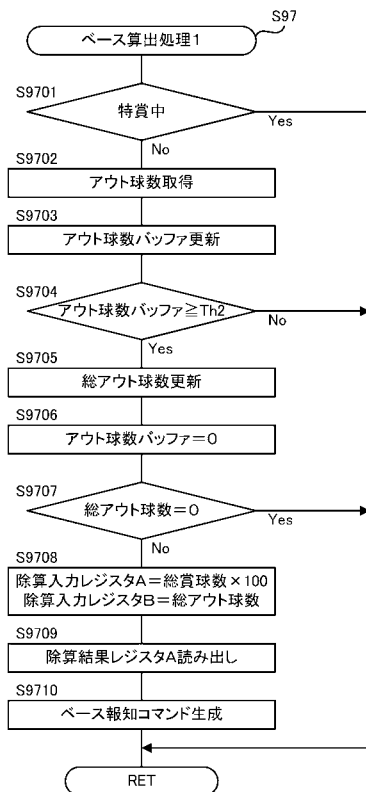 S97
ベース算出処理1
S9701
特賞中
Yes
No
S9702
アウト球数取得
S9703
アウト球数バッファ更新
S9704
アウト球数バッファ≧Th2
No
Yes
S9705
総アウト球数更新
S9706
アウト球数バッファ=0
S9707
総アウト球数=0
Yes
No
S9708
除算入力レジスタA=総賞球数×100
除算入力レジスタB=総アウト球数
S9709
除算結果レジスタA読み出し
S9710
ベース報知コマンド生成
RET